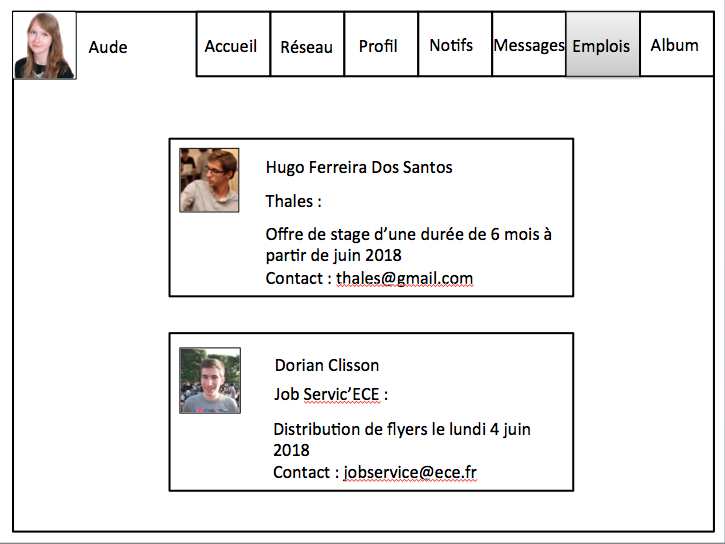 Aude
Accueil
Réseau
Profil
Notifs
Messages
Emplois
Album
Hugo Ferreira Dos Santos
Thales :
Offre de stage d’une durée de 6 mois à
partir de juin 2018
Contact : thales@gmail.com
Dorian Clisson
Job Servic’ECE :
Distribution de flyers le lundi 4 juin
2018
Contact : jobservice@ece.fr